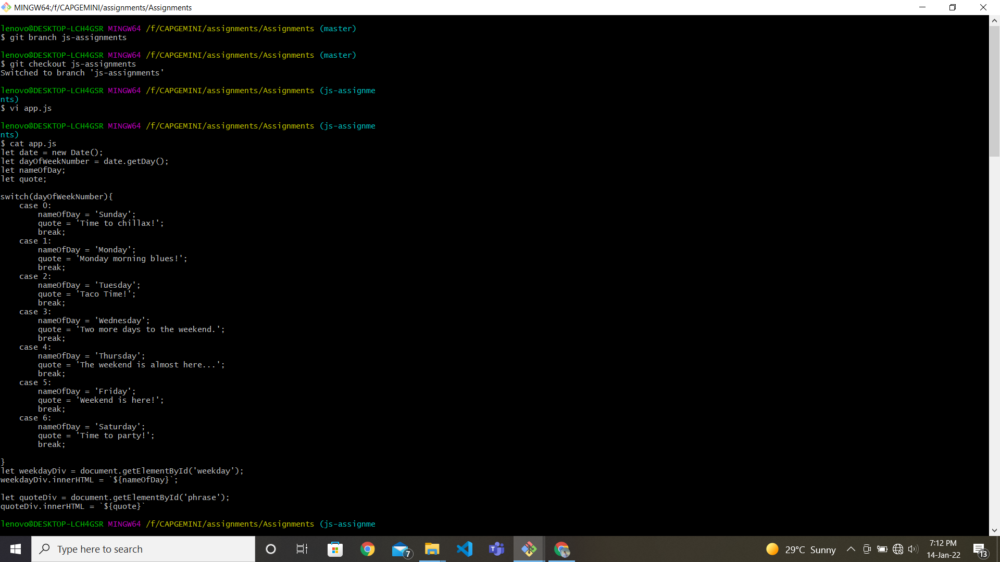 MINGW64:/f/CAPGEMINI/assignments/Assignments
lenovo@DESKTOP-LCH4GSR MINGW64 /f/CAPGEMINI/assignments/Assignments (master)
$ git branch js-assignments
lenovo@DESKTOP-LCH4GSR MINGW64 /f/CAPGEMINI/assignments/Assignments (master)
$ git checkout js-assignments
Switched to branch 'js-assignments'
lenovo@DESKTOP-LCH4GSR MINGW64 /f/CAPGEMINI/assignments/Assignments (js-assignme
nts)
$ vi app.js
lenovo@DESKTOP-LCH4GSR MINGW64 /f/CAPGEMINI/assignments/Assignments (js-assignme
nts)
$ cat app.js
let date = new Date();
let dayOfWeekNumber = date.getDay();
let nameOfDay;
let quote;
switch(dayOfWeekNumber){
    case 0:
        nameOfDay = 'Sunday';
        quote = 'Time to chillax!';
        break;
    case 1:
        nameOfDay = 'Monday';
        quote = 'Monday morning blues!';
        break;
    case 2:
        nameOfDay = 'Tuesday';
        quote = 'Taco Time!';
        break;
    case 3:
        nameOfDay = 'Wednesday';
        quote = 'Two more days to the weekend.';
        break;
    case 4:
        nameOfDay = 'Thursday';
        quote = 'The weekend is almost here...';
        break;
    case 5:
        nameOfDay = 'Friday';
        quote = 'Weekend is here!';
        break;
    case 6:
        nameOfDay = 'Saturday';
        quote = 'Time to party!';
        break;
}
let weekdayDiv = document.getElementById('weekday');
weekdayDiv.innerHTML = `${nameOfDay}`;
let quoteDiv = document.getElementById('phrase');
quoteDiv.innerHTML = `${quote}`
lenovo@DESKTOP-LCH4GSR MINGW64 /f/CAPGEMINI/assignments/Assignments (js-assignme
Type here to search
7
29°C Sunny
7:12 PM
14-Jan-22
13